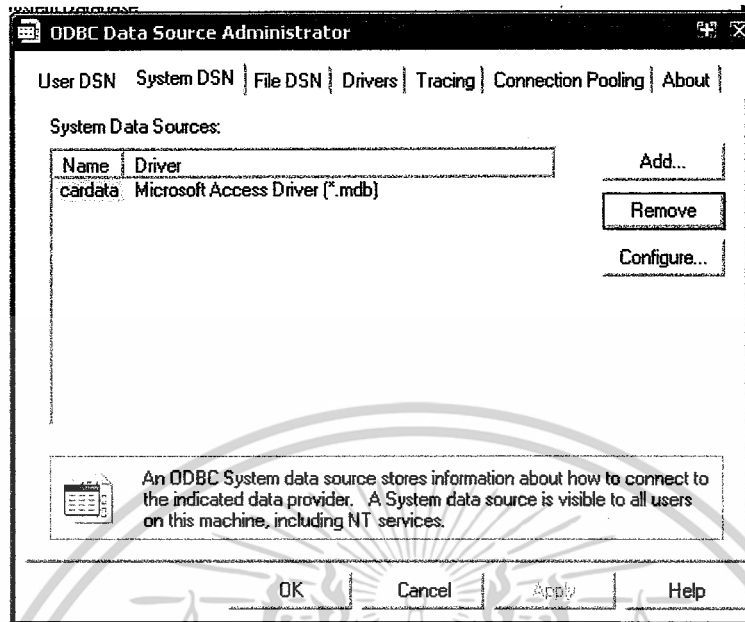 ODBC Data Source Administrator
User DSN System DSN File DSN Drivers Tracing Connection Pooling About
System Data Sources:
Name Driver
cardata Microsoft Access Driver (*.mdb)
Add...
Remove
Configure...
An ODBC System data source stores information about how to connect to
the indicated data provider. A System data source is visible to all users
on this machine, including NT services.
OK Cancel Apply Help